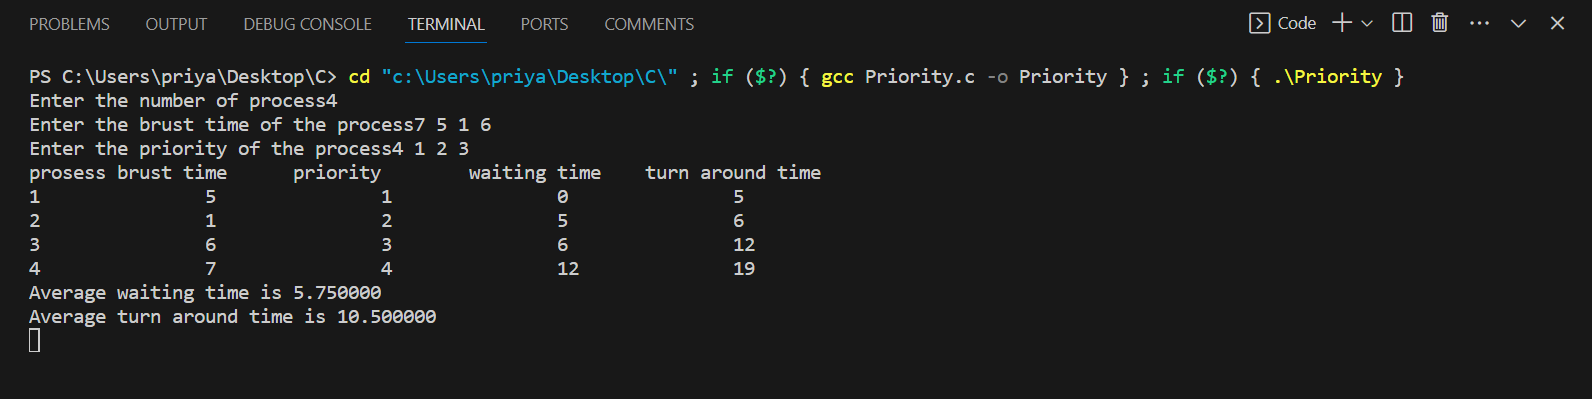 PROBLEMS OUTPUT DEBUG CONSOLE TERMINAL PORTS COMMENTS Code
PS C:\Users\priya\Desktop\C> cd "c:\Users\priya\Desktop\C\" ; if ($?) { gcc Priority.c -o Priority } ; if ($?) { .\Priority }
Enter the number of process4
Enter the brust time of the process7 5 1 6
Enter the priority of the process4 1 2 3
prosess brust time      priority        waiting time    turn around time
1               5               1               0               5
2               1               2               5               6
3               6               3               6               12
4               7               4               12              19
Average waiting time is 5.750000
Average turn around time is 10.500000